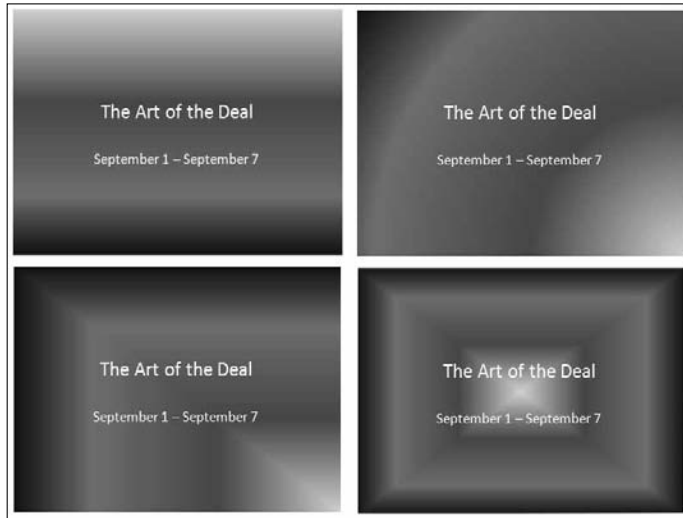 The Art of the Deal
September 1 – September 7
The Art of the Deal
September 1 – September 7
The Art of the Deal
September 1 – September 7
The Art of the Deal
September 1 – September 7